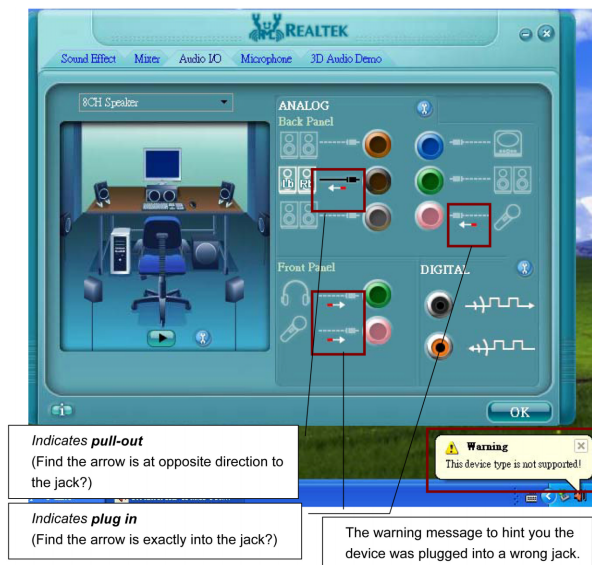 REALTEK
Sound Effect Mixer Audio I/O Microphone 3D Audio Demo
8CH Speaker
ANALOG
Back Panel
Lb Rb
Front Panel
DIGITAL
OK
Indicates pull-out
(Find the arrow is at opposite direction to
the jack?)
Warning
This device type is not supported!
Indicates plug in
(Find the arrow is exactly into the jack?)
The warning message to hint you the
device was plugged into a wrong jack.